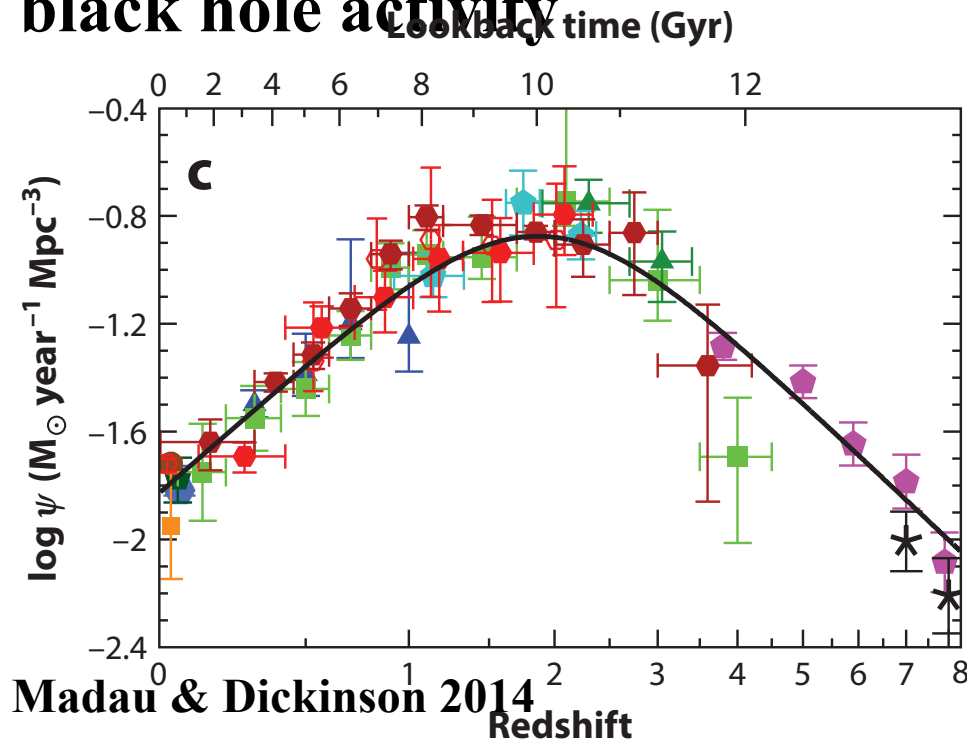 black hole activity
Lookback time (Gyr)
0 2 4 6 8 10 12
c
log ψ (M⊙ year−1 Mpc−3)
−0.4
−0.8
−1.2
−1.6
−2
−2.4
0 1 2 3 4 5 6 7 8
Madau & Dickinson 2014
Redshift